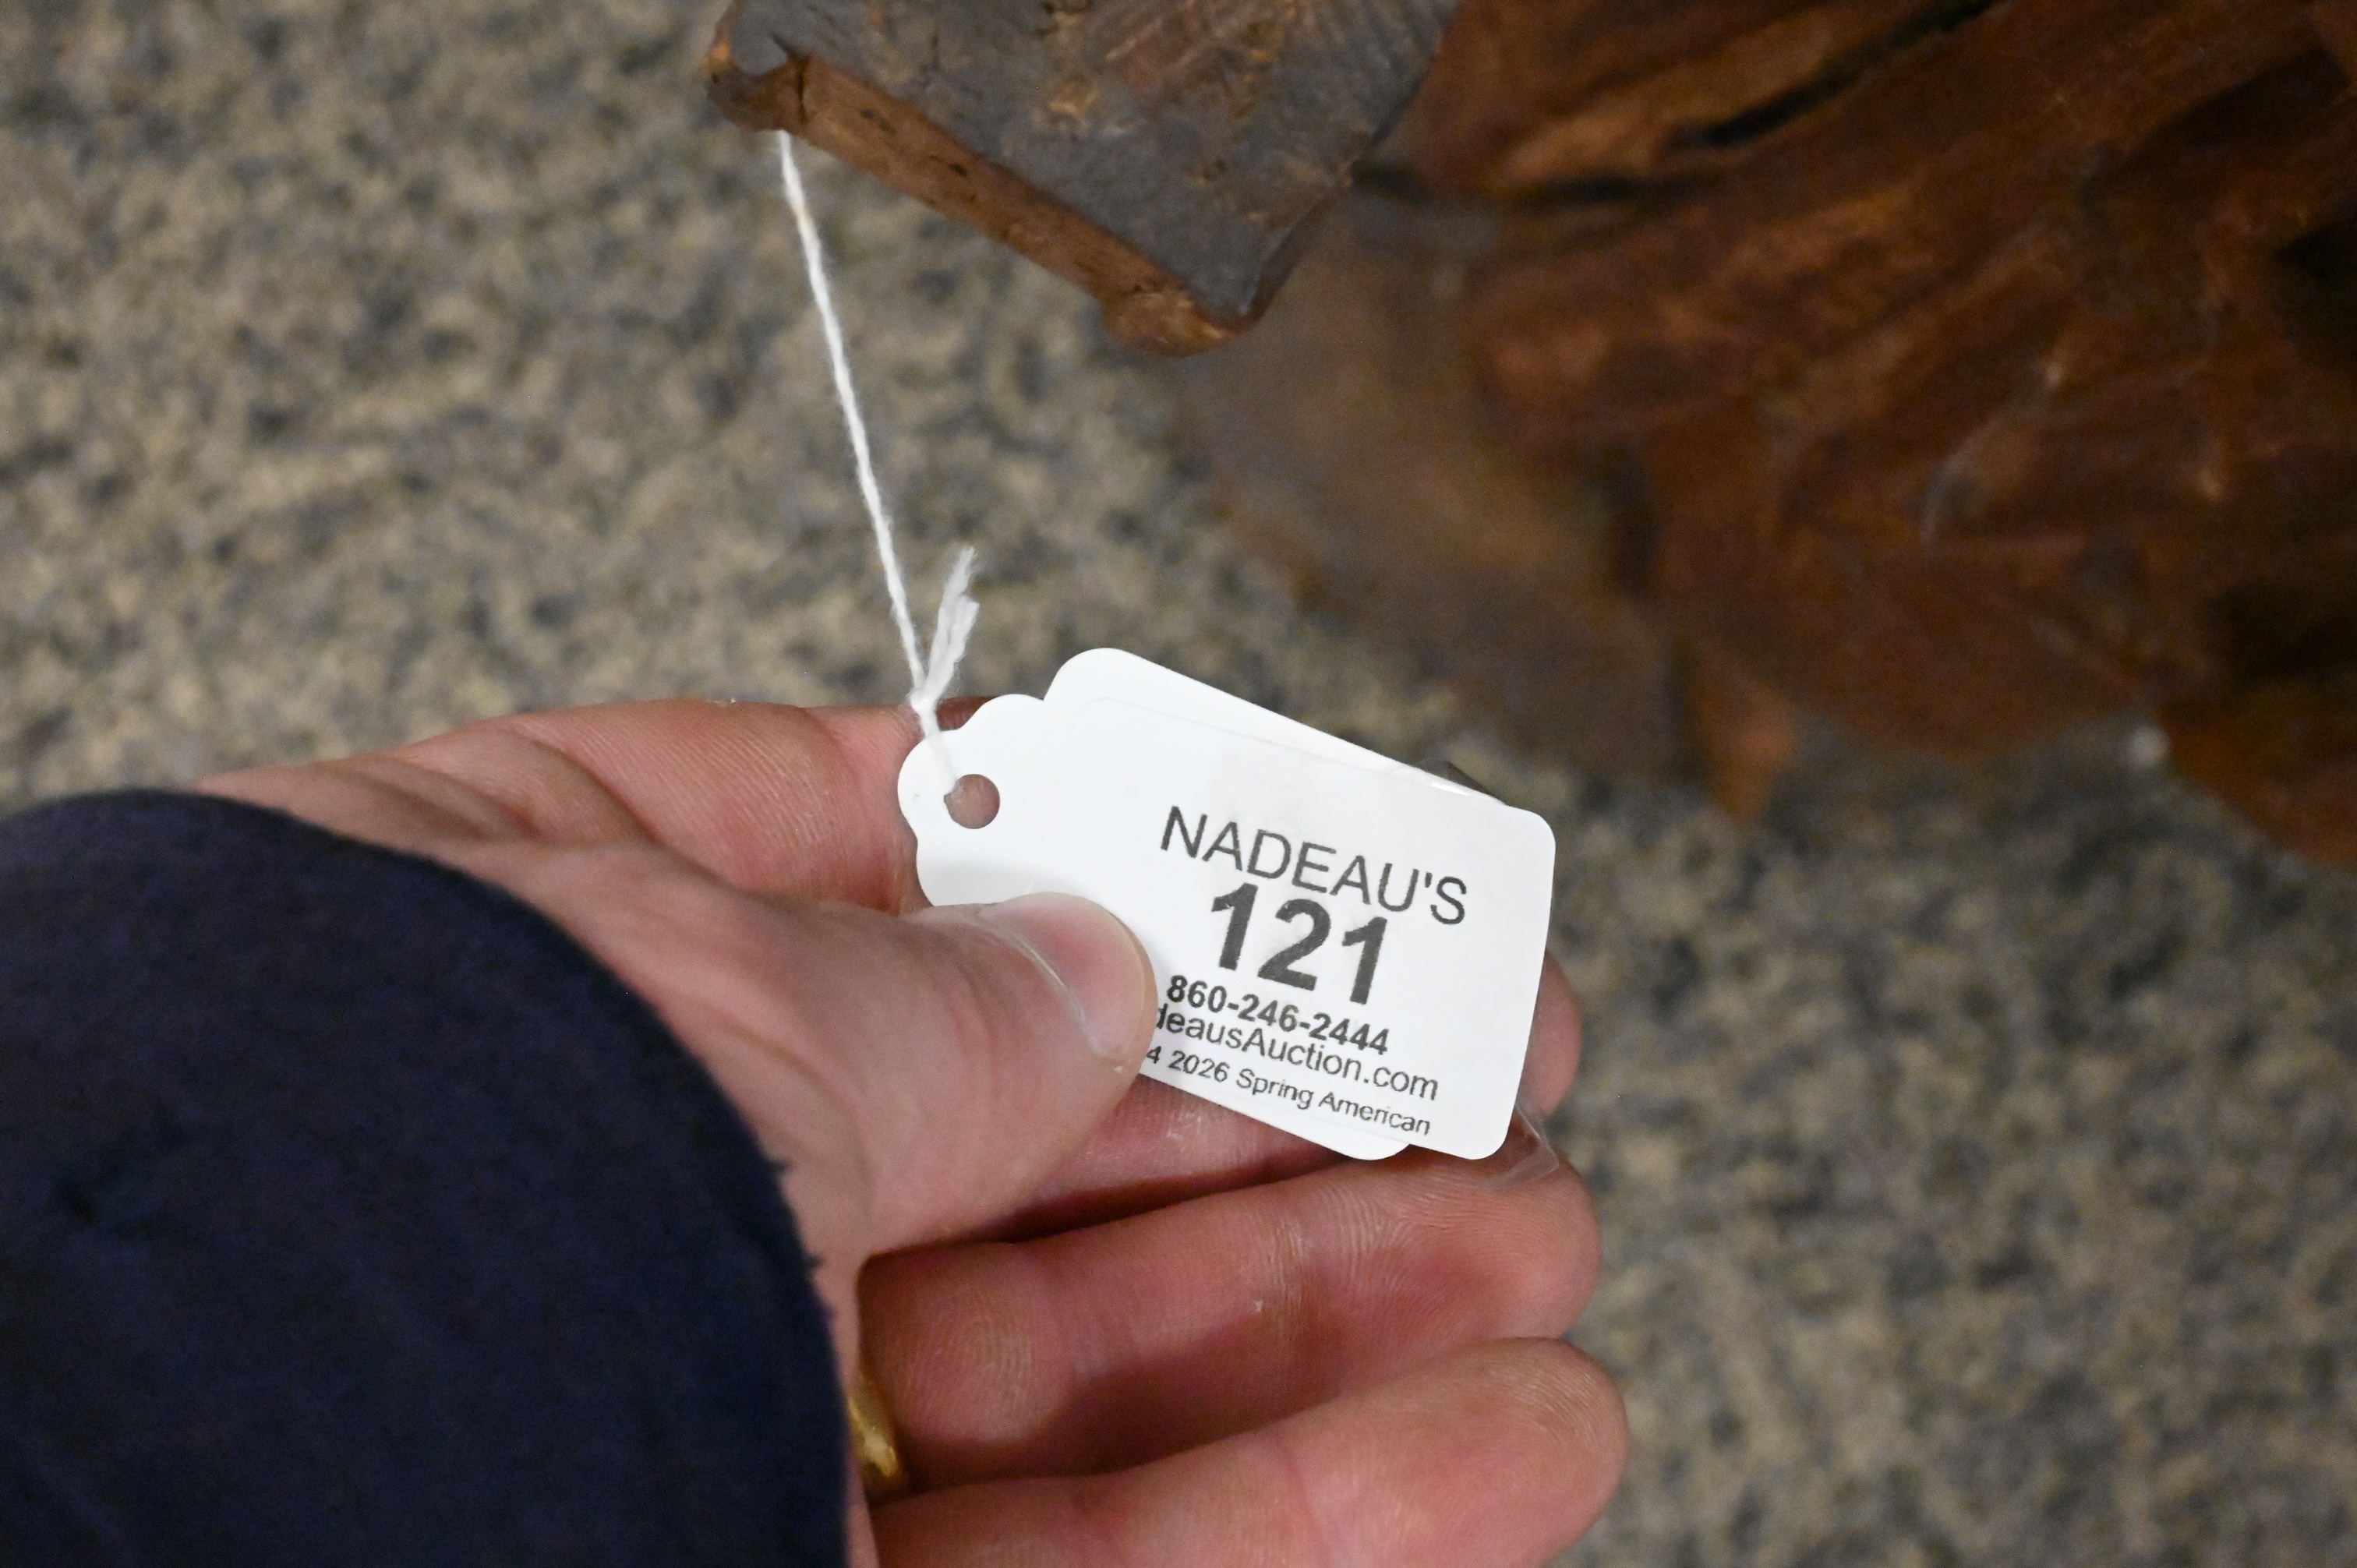 NADEAU'S
121
860-246-2444
deausAuction.com
4 2026 Spring American